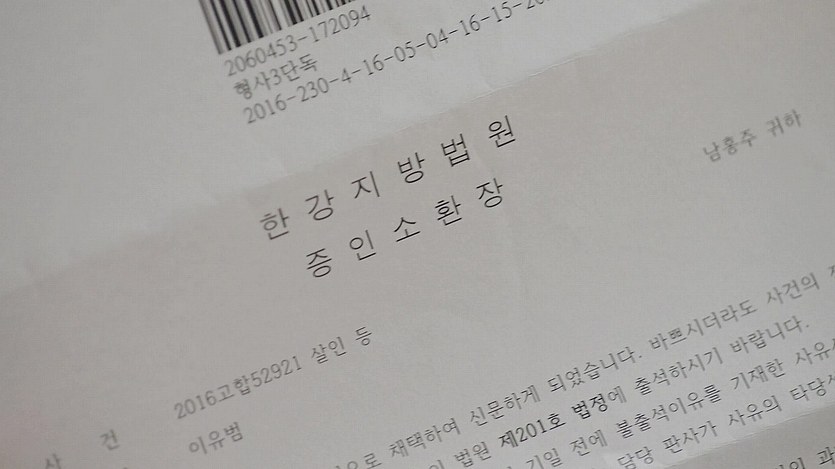 2060453-172094
형사3단독
2016-230-4-16-05-04-16-15-20
한강지방법원
남홍주 귀하
증인소환장
사 건 2016고합52921 살인 등
이유범
으로 채택하여 신문하게 되었습니다. 바쁘시더라도 사건의
법원 제201호 법정에 출석하시기 바랍니다.
기일 전에 불출석이유를 기재한 사유서
담당 판사가 사유의 타당